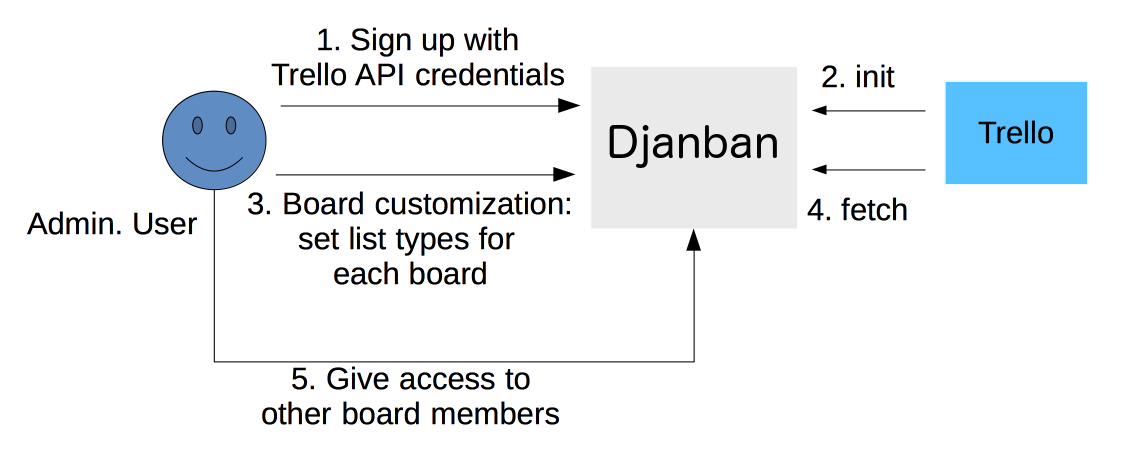 1. Sign up with
Trello API credentials
2. init
Djanban
Trello
Admin. User
3. Board customization:
set list types for
each board
4. fetch
5. Give access to
other board members